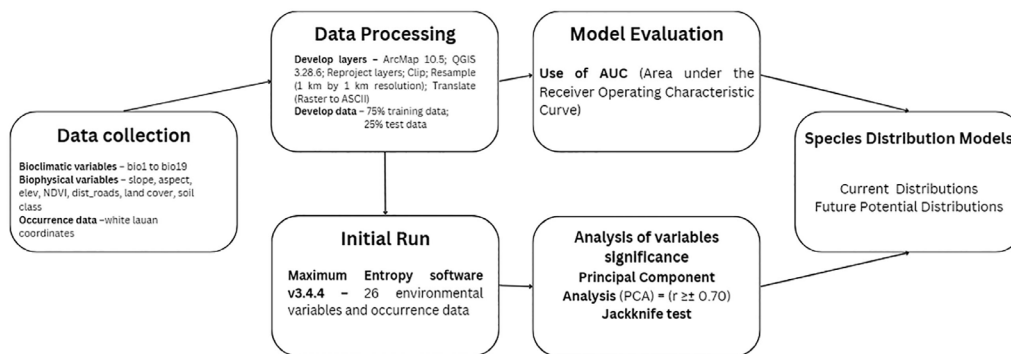 Data collection
Bioclimatic variables – bio1 to bio19
Biophysical variables – slope, aspect,
elev, NDVI, dist_roads, land cover, soil
class
Occurrence data –white lauan
coordinates
Data Processing
Develop layers – ArcMap 10.5; QGIS
3.28.6; Reproject layers; Clip; Resample
(1 km by 1 km resolution); Translate
(Raster to ASCII)
Develop data – 75% training data;
25% test data
Model Evaluation
Use of AUC (Area under the
Receiver Operating Characteristic
Curve)
Initial Run
Maximum Entropy software
v3.4.4 – 26 environmental
variables and occurrence data
Analysis of variables
significance
Principal Component
Analysis (PCA) = (r ≥± 0.70)
Jackknife test
Species Distribution Models
Current Distributions
Future Potential Distributions